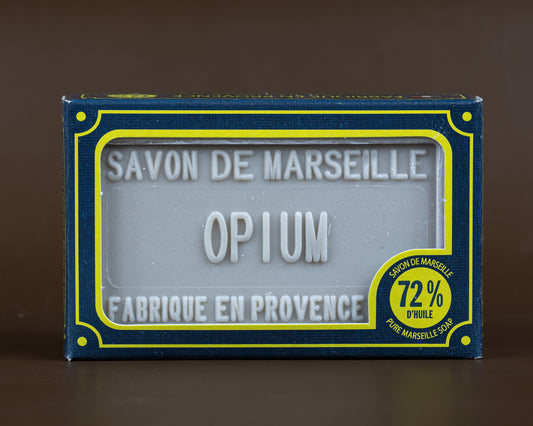 SAVON DE MARSEILLE
OPIUM
FABRIQUE EN PROVENCE
SAVON DE MARSEILLE
72%
D'HUILE
PURE MARSEILLE SOAP